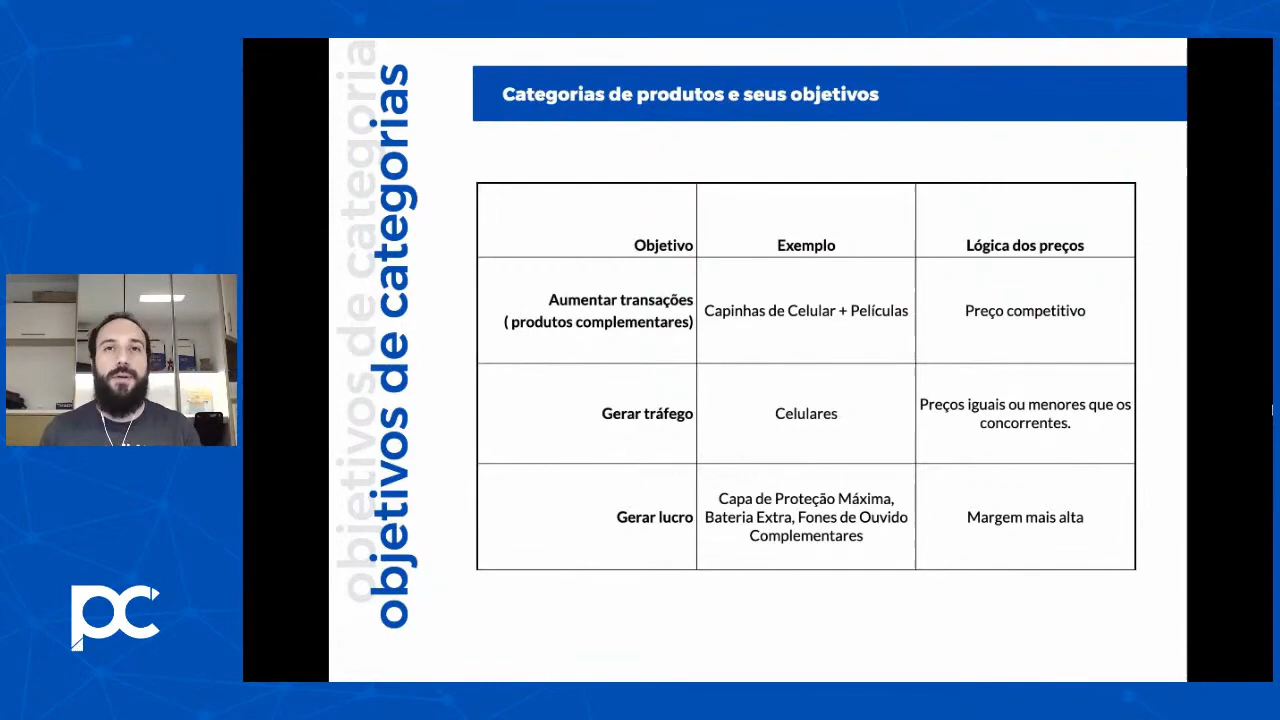 objetivos de categoria
objetivos de categorias
Categorias de produtos e seus objetivos
Objetivo
Exemplo
Lógica dos preços
Aumentar transações
( produtos complementares)
Capinhas de Celular + Películas
Preço competitivo
Gerar tráfego
Celulares
Preços iguais ou menores que os
concorrentes.
Gerar lucro
Capa de Proteção Máxima,
Bateria Extra, Fones de Ouvido
Complementares
Margem mais alta
pc